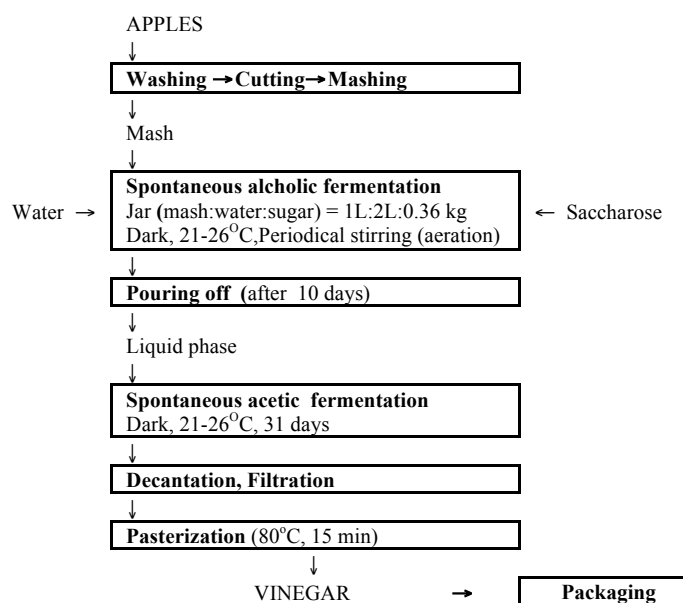 APPLES
↓
Washing →Cutting→Mashing
↓
Mash
↓
Spontaneous alcholic fermentation
Water → Jar (mash:water:sugar) = 1L:2L:0.36 kg ← Saccharose
Dark, 21-26°C,Periodical stirring (aeration)
↓
Pouring off (after 10 days)
↓
Liquid phase
↓
Spontaneous acetic fermentation
Dark, 21-26°C, 31 days
↓
Decantation, Filtration
↓
Pasterization (80°C, 15 min)
↓
VINEGAR → Packaging